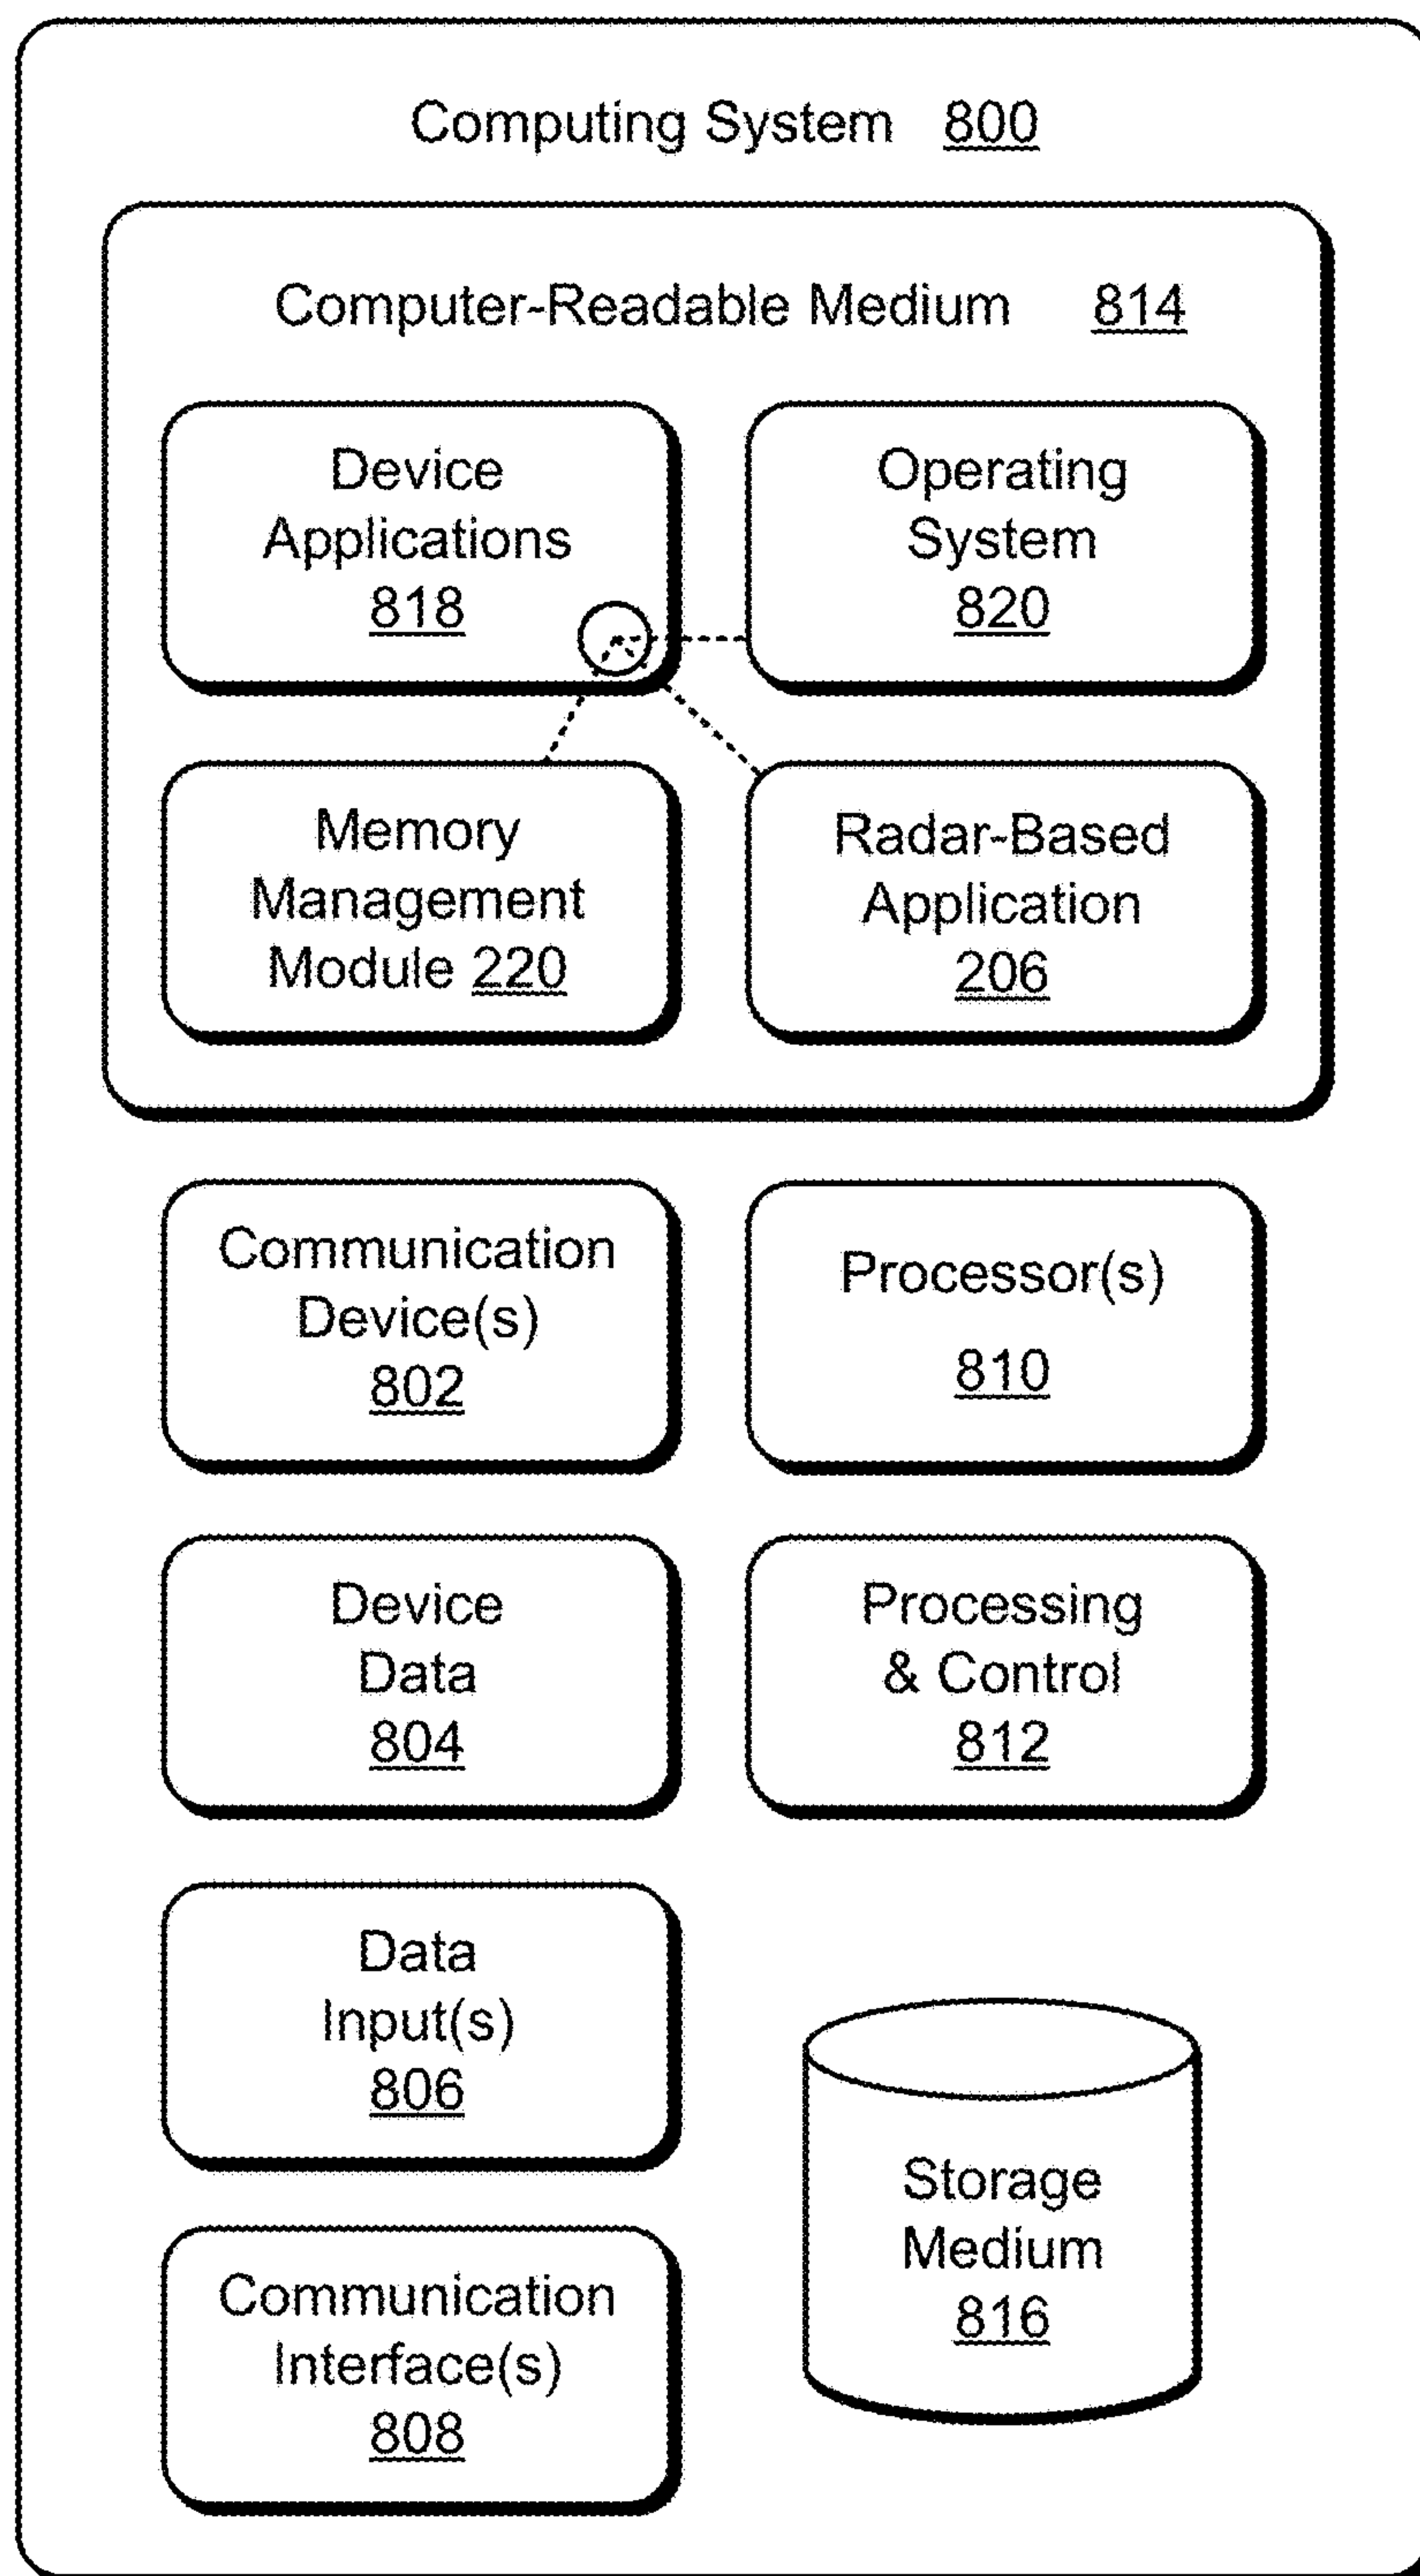 Computing System 800
Computer-Readable Medium 814
Device
Applications
818
Operating
System
820
Memory
Management
Module 220
Radar-Based
Application
206
Communication
Device(s)
802
Processor(s)
810
Device
Data
804
Processing
& Control
812
Data
Input(s)
806
Storage
Medium
816
Communication
Interface(s)
808